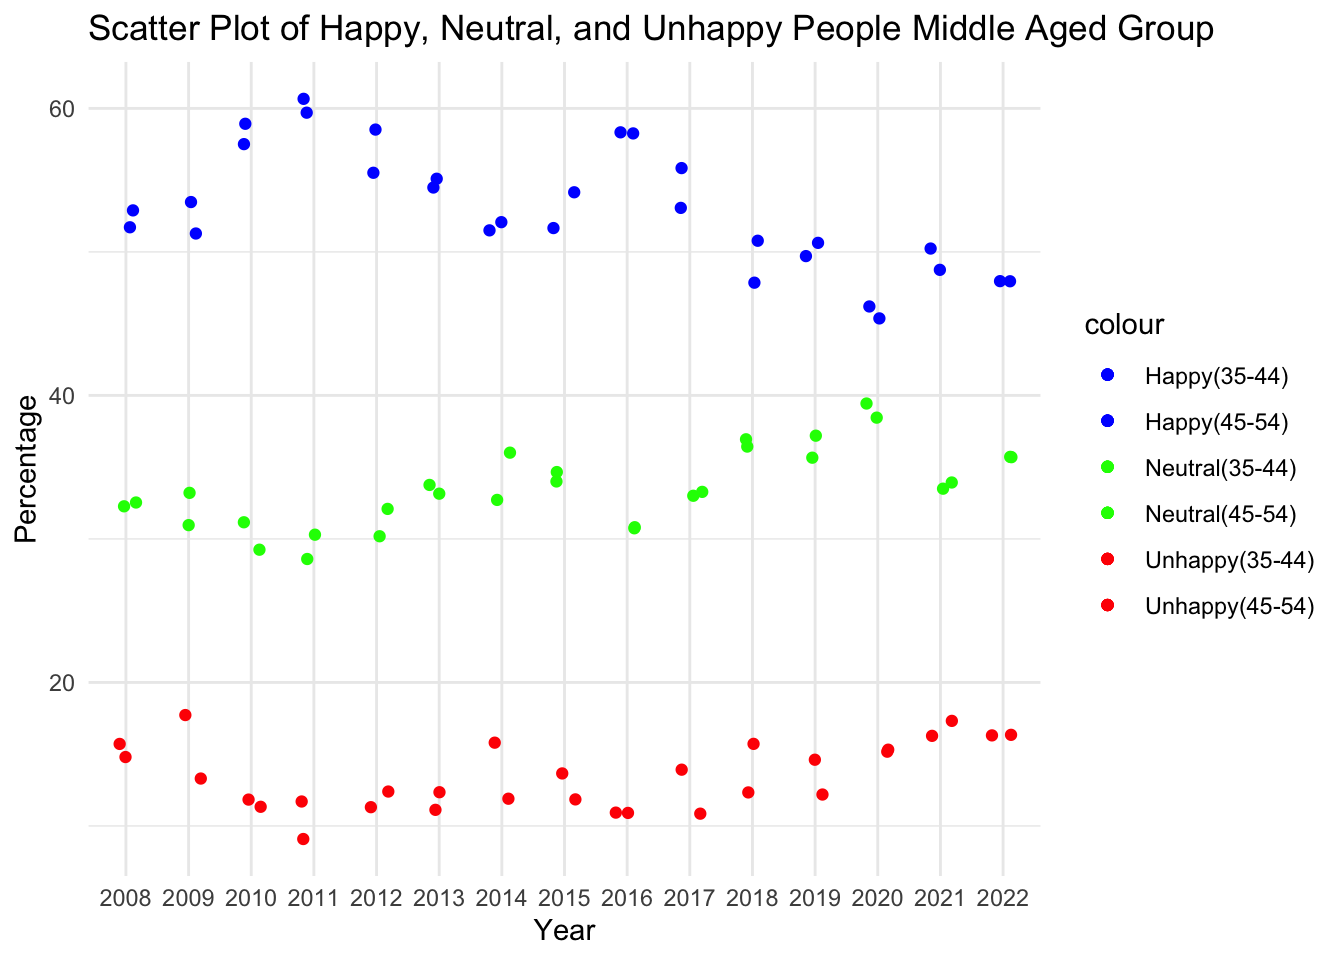 Scatter Plot of Happy, Neutral, and Unhappy People Middle Aged Group
60
40
20
Percentage
2008 2009 2010 2011 2012 2013 2014 2015 2016 2017 2018 2019 2020 2021 2022
Year
colour
Happy(35-44)
Happy(45-54)
Neutral(35-44)
Neutral(45-54)
Unhappy(35-44)
Unhappy(45-54)